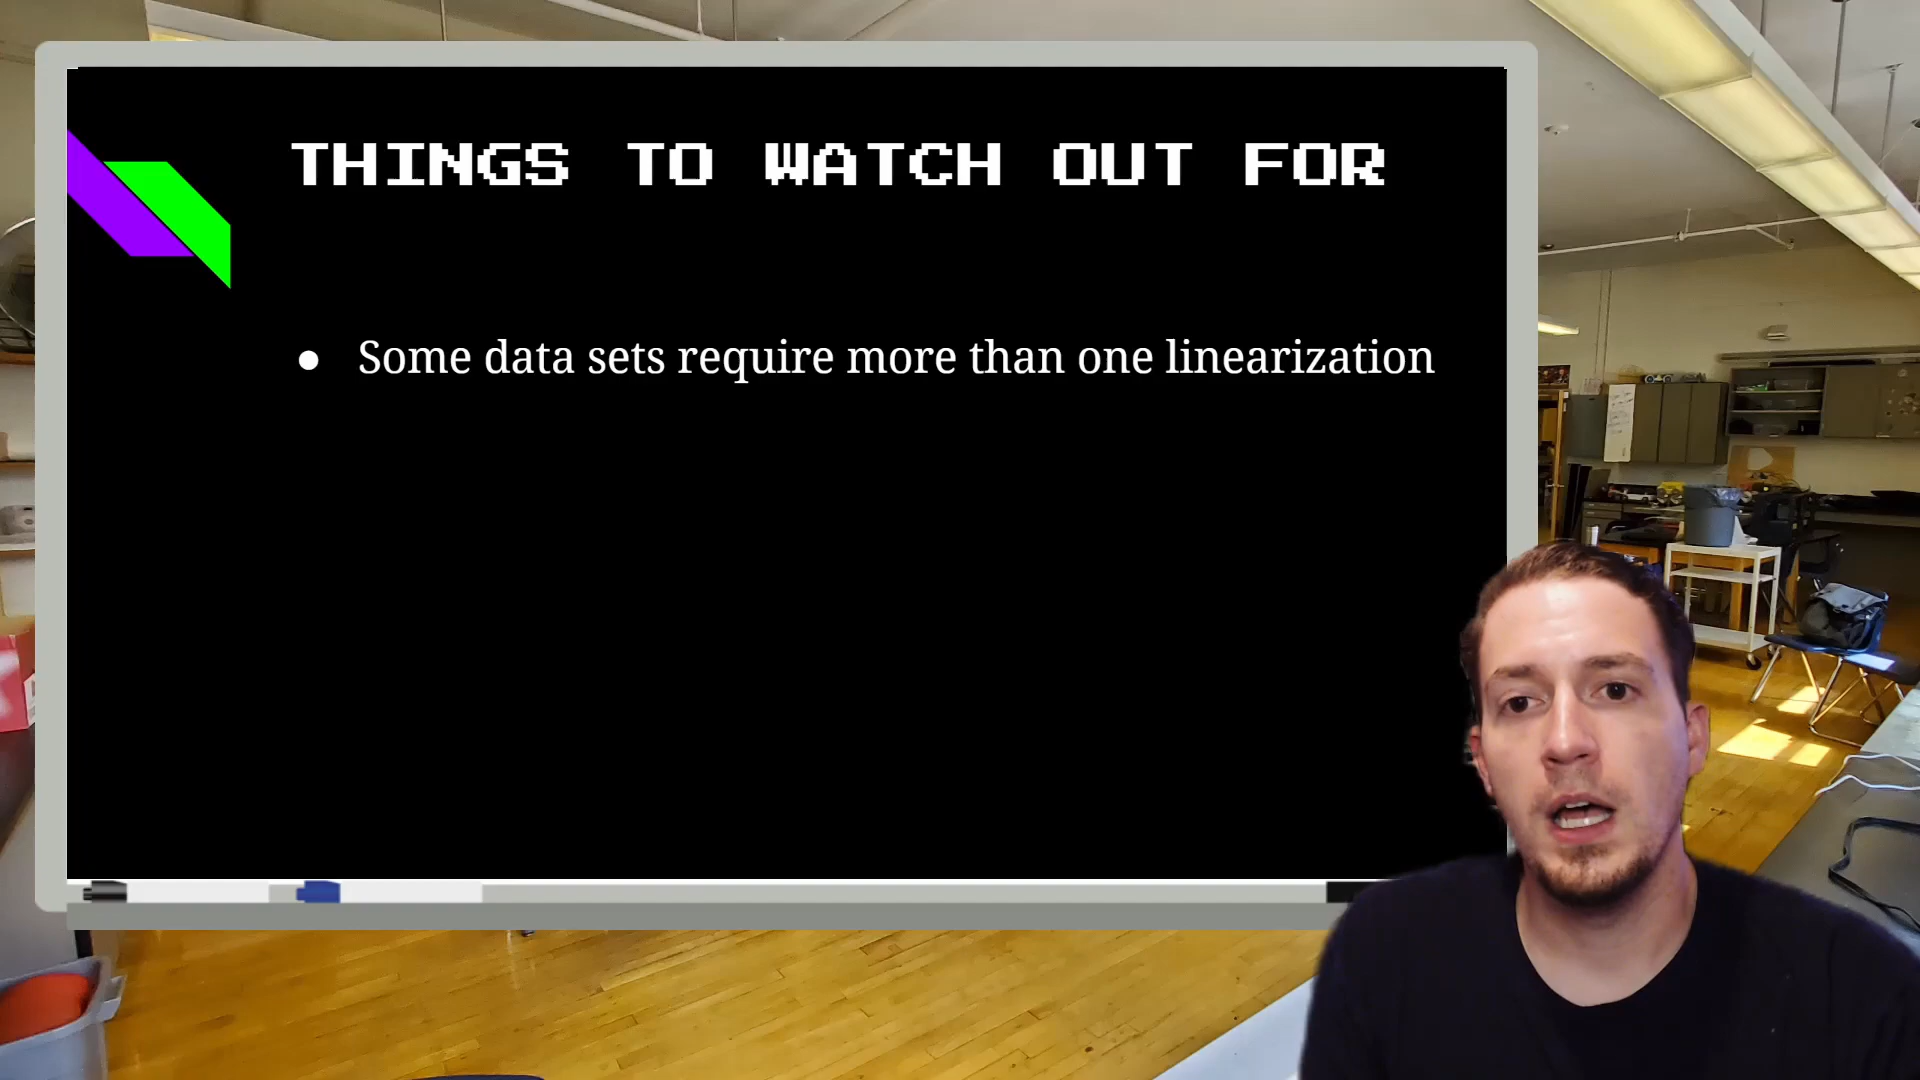 THINGS TO WATCH OUT FOR
● Some data sets require more than one linearization